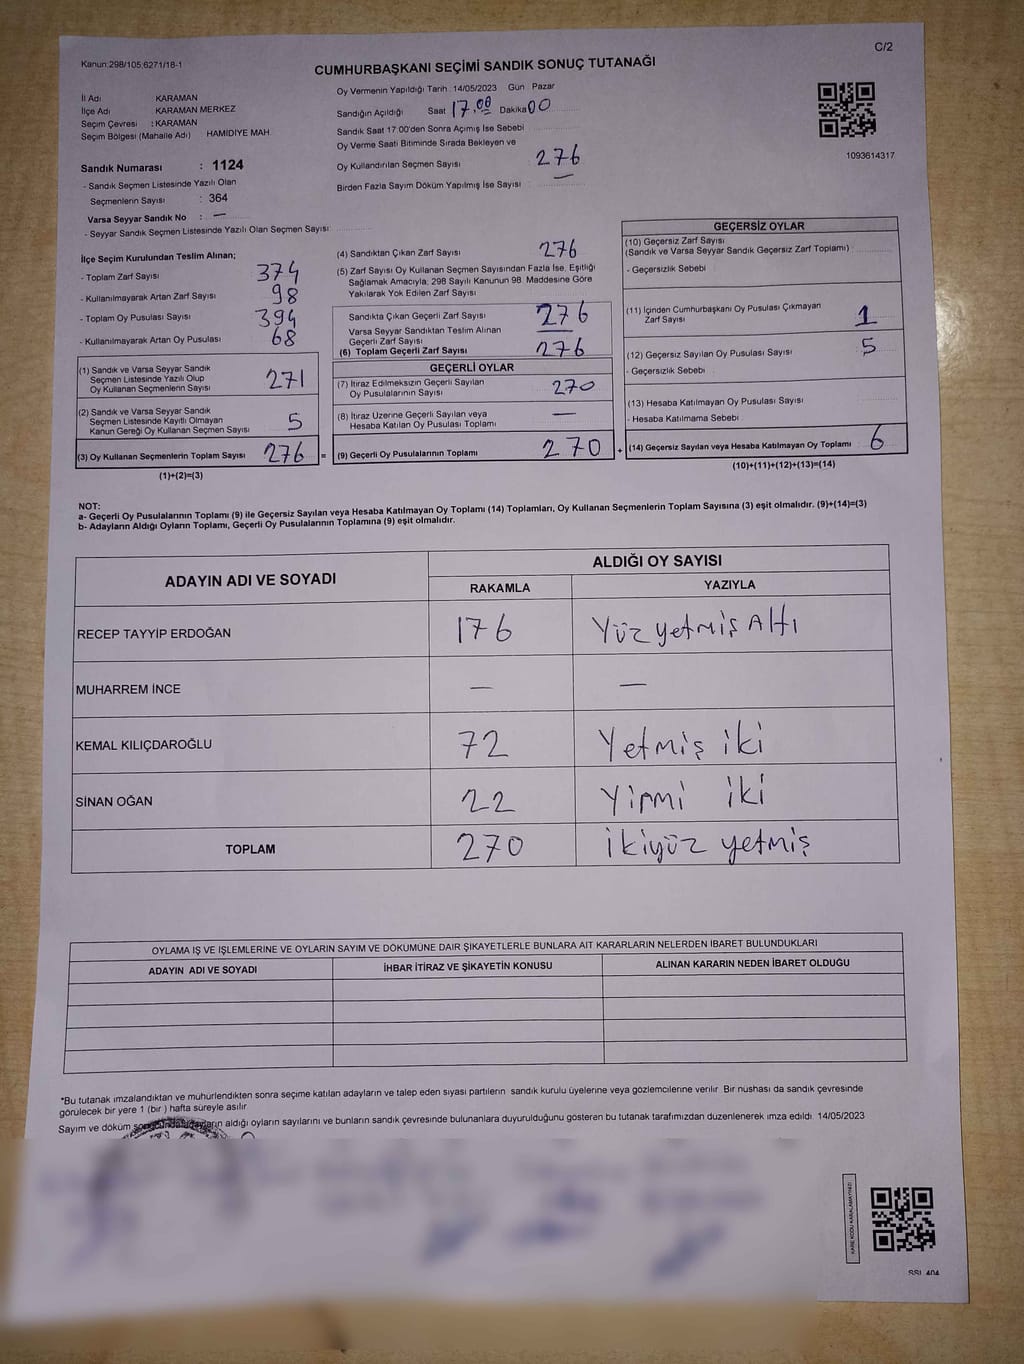 C/2
Kanun:298/105,6271/18-1
CUMHURBAŞKANI SEÇİMİ SANDIK SONUÇ TUTANAĞI
İl Adı KARAMAN
İlçe Adı KARAMAN MERKEZ
Seçim Çevresi : KARAMAN
Seçim Bölgesi (Mahalle Adı) HAMİDİYE MAH.
Sandık Numarası : 1124
- Sandık Seçmen Listesinde Yazılı Olan
Seçmenlerin Sayısı : 364
Varsa Seyyar Sandık No : —
- Seyyar Sandık Seçmen Listesinde Yazılı Olan Seçmen Sayısı
Oy Vermenin Yapıldığı Tarih 14/05/2023 Gün Pazar
Sandığın Açıldığı Saat 17.00 Dakika 00
Sandık Saat 17 00'den Sonra Açımış İse Sebebi
Oy Verme Saati Bitiminde Sırada Bekleyen ve
Oy Kullandırılan Seçmen Sayısı 276
Birden Fazla Sayım Döküm Yapılmış İse Sayısı —
1093614317
İlçe Seçim Kurulundan Teslim Alınan;
- Toplam Zarf Sayısı 374
- Kullanılmayarak Artan Zarf Sayısı 98
- Toplam Oy Pusulası Sayısı 394
- Kullanılmayarak Artan Oy Pusulası 68
(1) Sandık ve Varsa Seyyar Sandık
Seçmen Listesinde Yazılı Olup
Oy Kullanan Seçmenlerin Sayısı 271
(2) Sandık ve Varsa Seyyar Sandık
Seçmen Listesinde Kayıtlı Olmayan
Kanun Gereği Oy Kullanan Seçmen Sayısı 5
(3) Oy Kullanan Seçmenlerin Toplam Sayısı 276 =
(1)+(2)=(3)
(4) Sandıktan Çıkan Zarf Sayısı 276
(5) Zarf Sayısı Oy Kullanan Seçmen Sayısından Fazla İse, Eşitliği
Sağlamak Amacıyla; 298 Sayılı Kanunun 98. Maddesine Göre
Yakılarak Yok Edilen Zarf Sayısı
Sandıkta Çıkan Geçerli Zarf Sayısı 276
Varsa Seyyar Sandıktan Teslim Alınan
Geçerli Zarf Sayısı —
(6) Toplam Geçerli Zarf Sayısı 276
GEÇERLİ OYLAR
(7) İtiraz Edilmeksizin Geçerli Sayılan
Oy Pusulalarının Sayısı 270
(8) İtiraz Üzerine Geçerli Sayılan veya
Hesaba Katılan Oy Pusulası Toplamı —
(9) Geçerli Oy Pusulalarının Toplamı 270 +
GEÇERSİZ OYLAR
(10) Geçersiz Zarf Sayısı
(Sandık ve Varsa Seyyar Sandık Geçersiz Zarf Toplamı)
- Geçersizlik Sebebi
(11) İçinden Cumhurbaşkanı Oy Pusulası Çıkmayan
Zarf Sayısı 1
(12) Geçersiz Sayılan Oy Pusulası Sayısı 5
- Geçersizlik Sebebi
(13) Hesaba Katılmayan Oy Pusulası Sayısı
- Hesaba Katılmama Sebebi
(14) Geçersiz Sayılan veya Hesaba Katılmayan Oy Toplamı 6
(10)+(11)+(12)+(13)=(14)
NOT:
a- Geçerli Oy Pusulalarının Toplamı (9) ile Geçersiz Sayılan veya Hesaba Katılmayan Oy Toplamı (14) Toplamları, Oy Kullanan Seçmenlerin Toplam Sayısına (3) eşit olmalıdır. (9)+(14)=(3)
b- Adayların Aldığı Oyların Toplamı, Geçerli Oy Pusulalarının Toplamına (9) eşit olmalıdır.
ADAYIN ADI VE SOYADI ALDIĞI OY SAYISI
RAKAMLA YAZIYLA
RECEP TAYYİP ERDOĞAN 176 Yüz yetmiş Altı
MUHARREM İNCE — —
KEMAL KILIÇDAROĞLU 72 Yetmiş iki
SİNAN OĞAN 22 Yirmi iki
TOPLAM 270 ikiyüz yetmiş
OYLAMA İŞ VE İŞLEMLERİNE VE OYLARIN SAYIM VE DÖKÜMÜNE DAİR ŞİKAYETLERLE BUNLARA AİT KARARLARIN NELERDEN İBARET BULUNDUKLARI
ADAYIN ADI VE SOYADI İHBAR İTİRAZ VE ŞİKAYETİN KONUSU ALINAN KARARIN NEDEN İBARET OLDUĞU
*Bu tutanak imzalandıktan ve mühürlendikten sonra seçime katılan adayların ve talep eden siyasi partilerin sandık kurulu üyelerine veya gözlemcilerine verilir. Bir nüshası da sandık çevresinde
görülecek bir yere 1 (bir ) hafta süreyle asılır
Sayım ve döküm sonucunda adayların aldığı oyların sayılarını ve bunların sandık çevresinde bulunanlara duyurulduğunu gösteren bu tutanak tarafımızdan düzenlenerek imza edildi 14/05/2023
KARE KODU KARALAMAYINIZ!